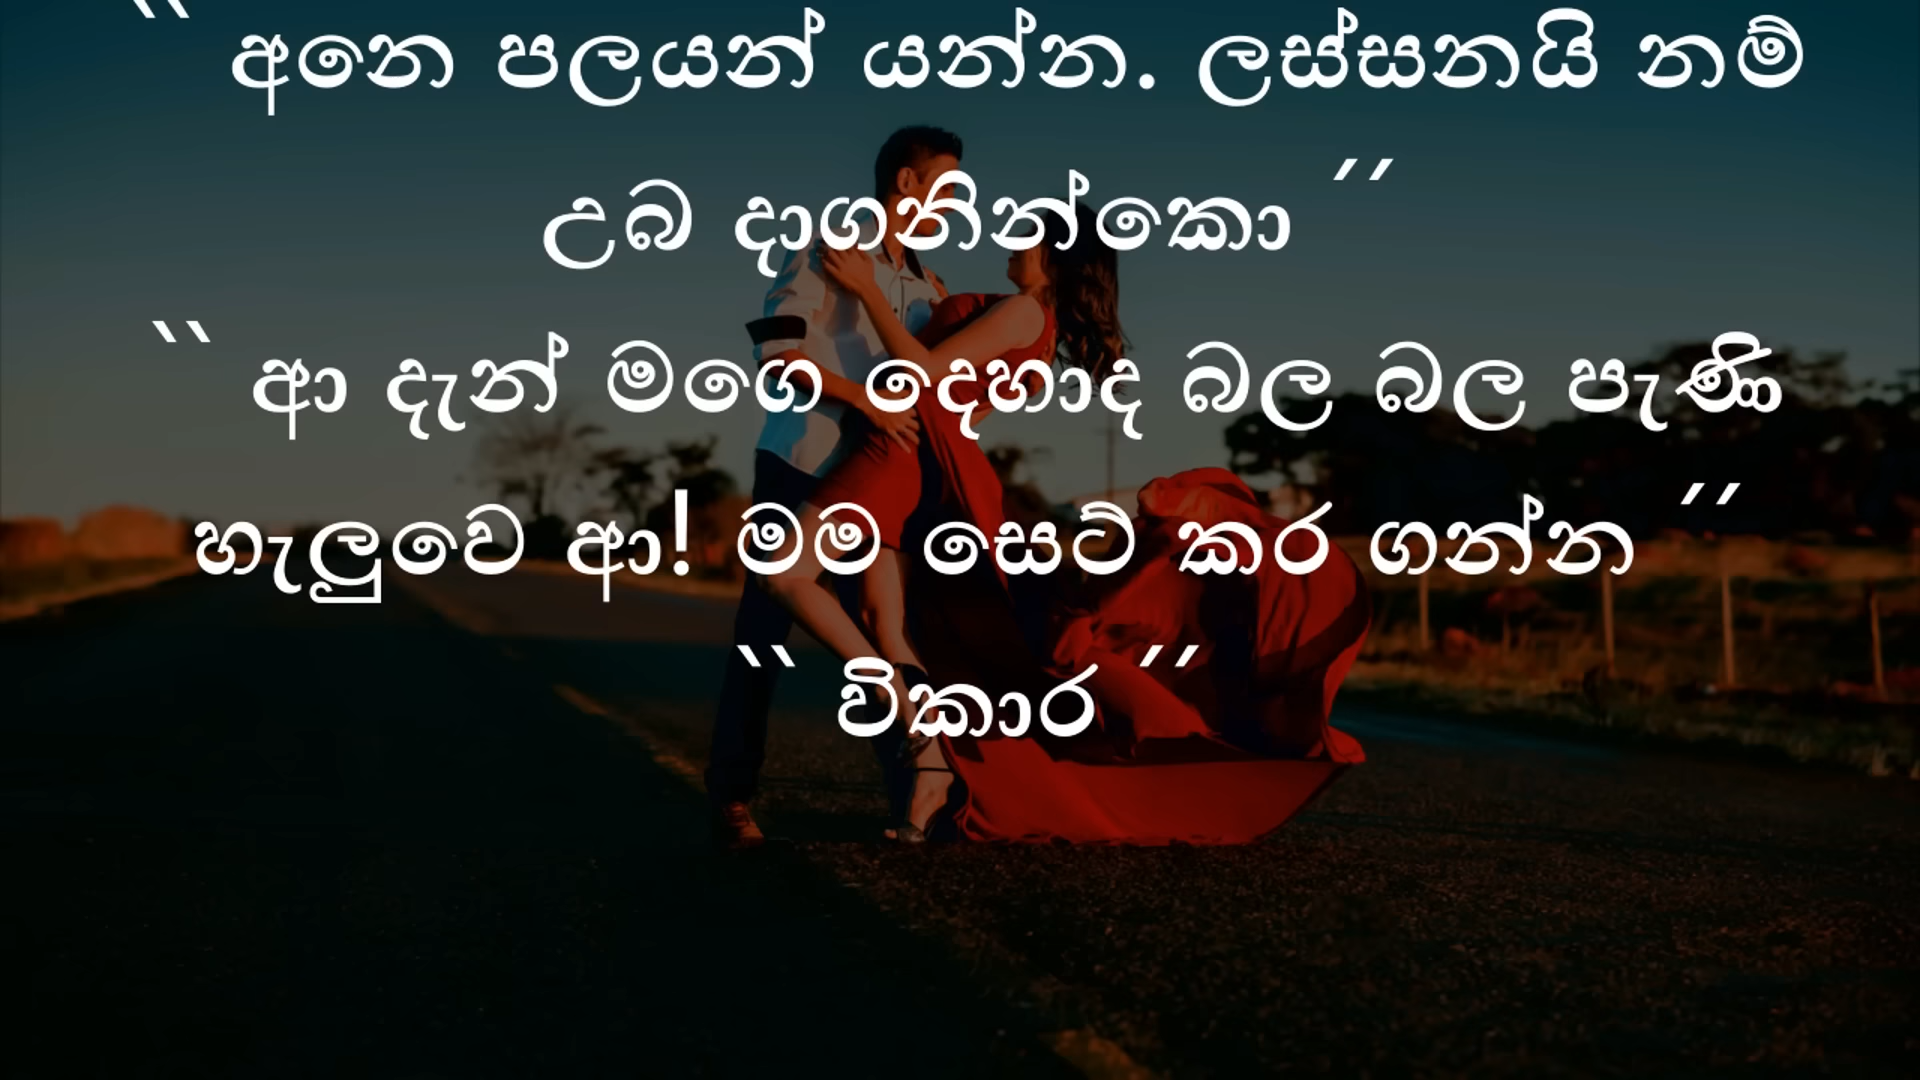 `` අනෙ පලයන් යන්න. ලස්සනයි නම්
උබ දාගනින්කො ´´
`` ආ දැන් මගෙ දෙහාද බල බල පැණි
හැලුවෙ ආ! මම සෙට් කර ගන්න ´´
`` විකාර ´´